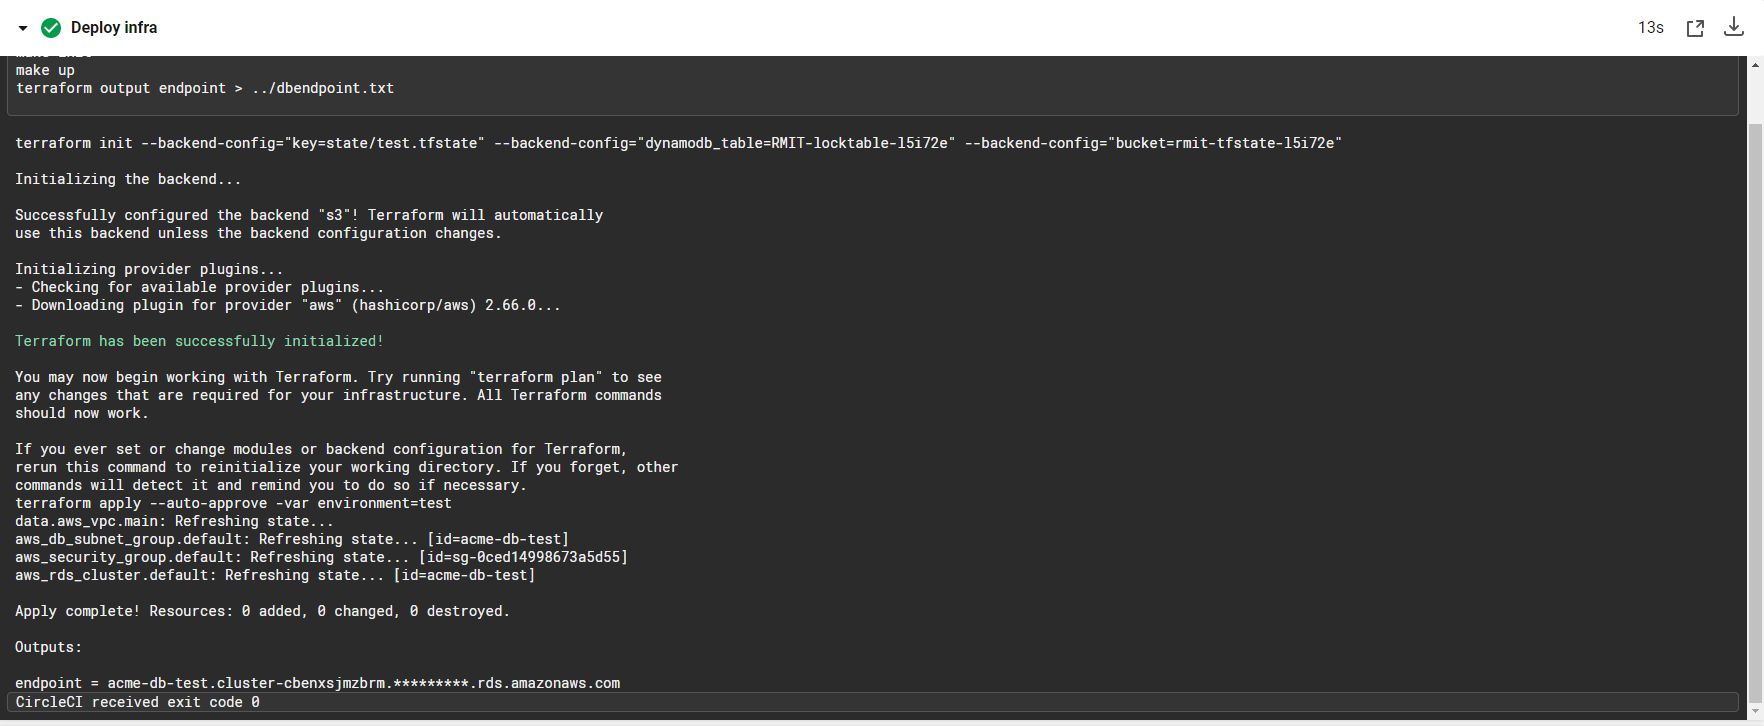 Deploy infra
13s
make up
terraform output endpoint > ../dbendpoint.txt
terraform init --backend-config="key=state/test.tfstate" --backend-config="dynamodb_table=RMIT-locktable-l5i72e" --backend-config="bucket=rmit-tfstate-l5i72e"
Initializing the backend...
Successfully configured the backend "s3"! Terraform will automatically
use this backend unless the backend configuration changes.
Initializing provider plugins...
- Checking for available provider plugins...
- Downloading plugin for provider "aws" (hashicorp/aws) 2.66.0...
Terraform has been successfully initialized!
You may now begin working with Terraform. Try running "terraform plan" to see
any changes that are required for your infrastructure. All Terraform commands
should now work.
If you ever set or change modules or backend configuration for Terraform,
rerun this command to reinitialize your working directory. If you forget, other
commands will detect it and remind you to do so if necessary.
terraform apply --auto-approve -var environment=test
data.aws_vpc.main: Refreshing state...
aws_db_subnet_group.default: Refreshing state... [id=acme-db-test]
aws_security_group.default: Refreshing state... [id=sg-0ced14998673a5d55]
aws_rds_cluster.default: Refreshing state... [id=acme-db-test]
Apply complete! Resources: 0 added, 0 changed, 0 destroyed.
Outputs:
endpoint = acme-db-test.cluster-cbenxsjmzbrm.*********.rds.amazonaws.com
CircleCI received exit code 0